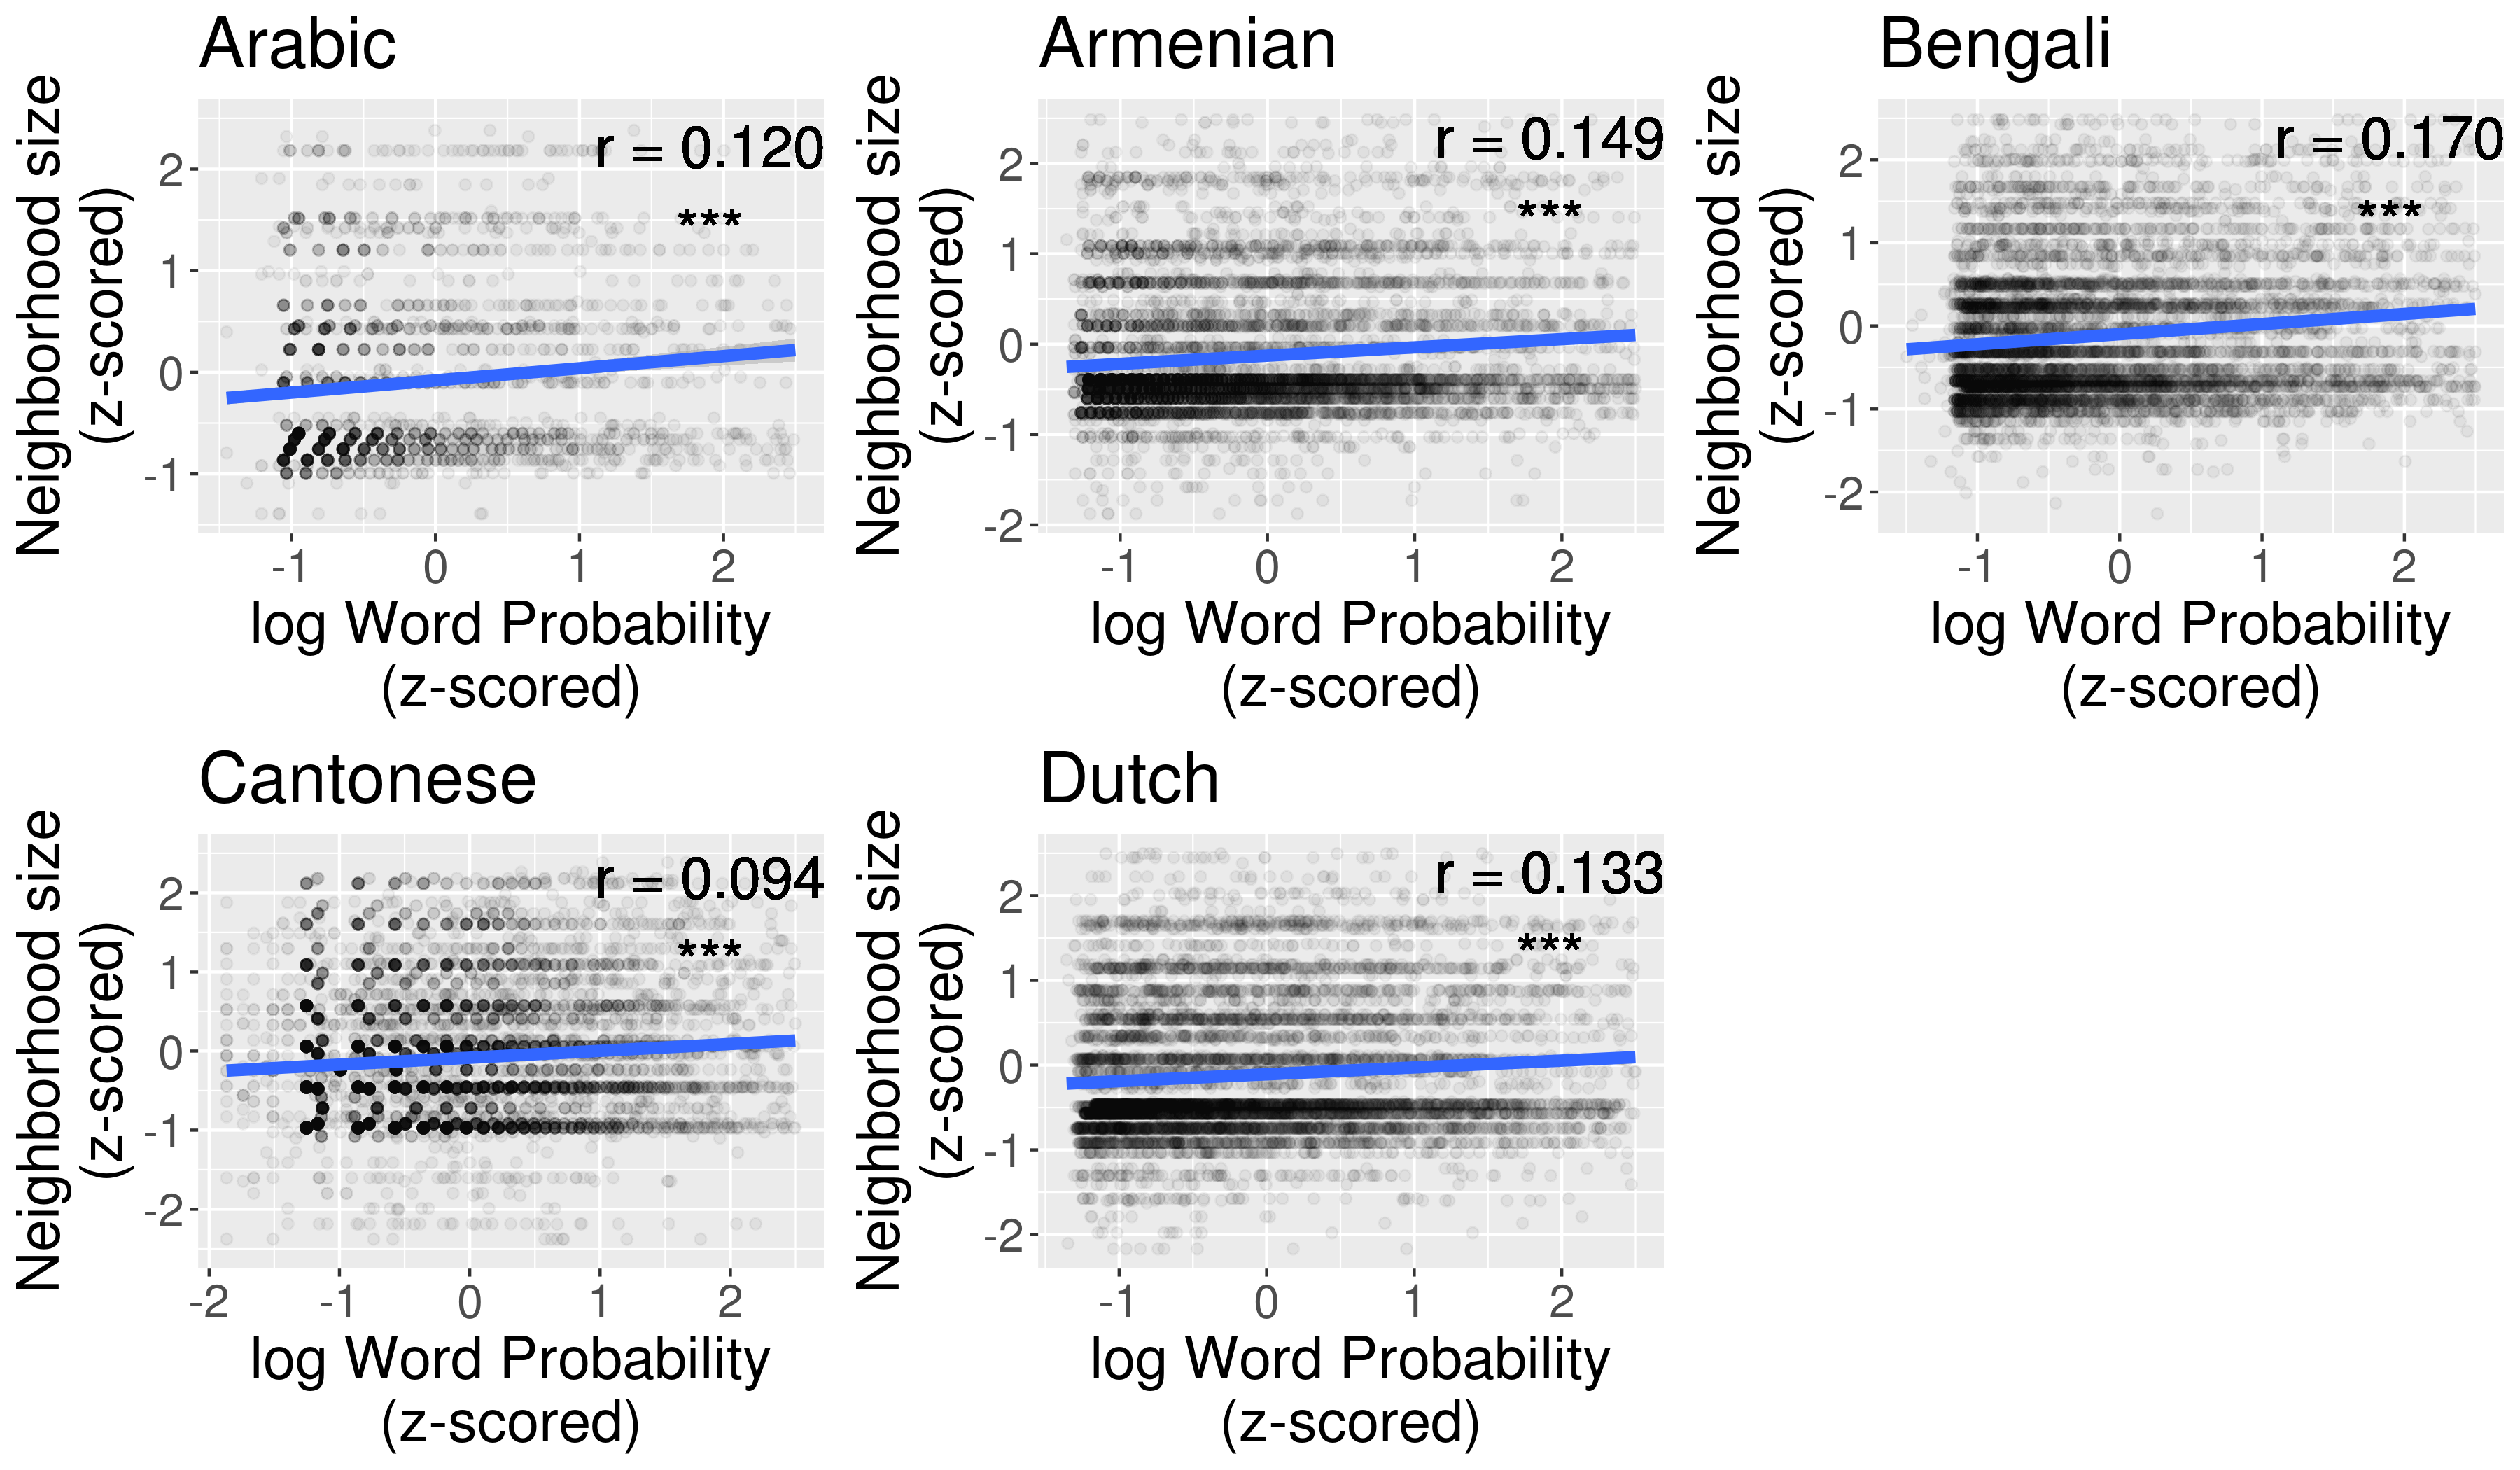 Arabic
Neighborhood size
(z-scored)
2
1
0
-1
r = 0.120
***
-1 0 1 2
log Word Probability
(z-scored)
Armenian
Neighborhood size
(z-scored)
2
1
0
-1
-2
r = 0.149
***
-1 0 1 2
log Word Probability
(z-scored)
Bengali
Neighborhood size
(z-scored)
2
1
0
-1
-2
r = 0.170
***
-1 0 1 2
log Word Probability
(z-scored)
Cantonese
Neighborhood size
(z-scored)
2
1
0
-1
-2
r = 0.094
***
-2 -1 0 1 2
log Word Probability
(z-scored)
Dutch
Neighborhood size
(z-scored)
2
1
0
-1
-2
r = 0.133
***
-1 0 1 2
log Word Probability
(z-scored)